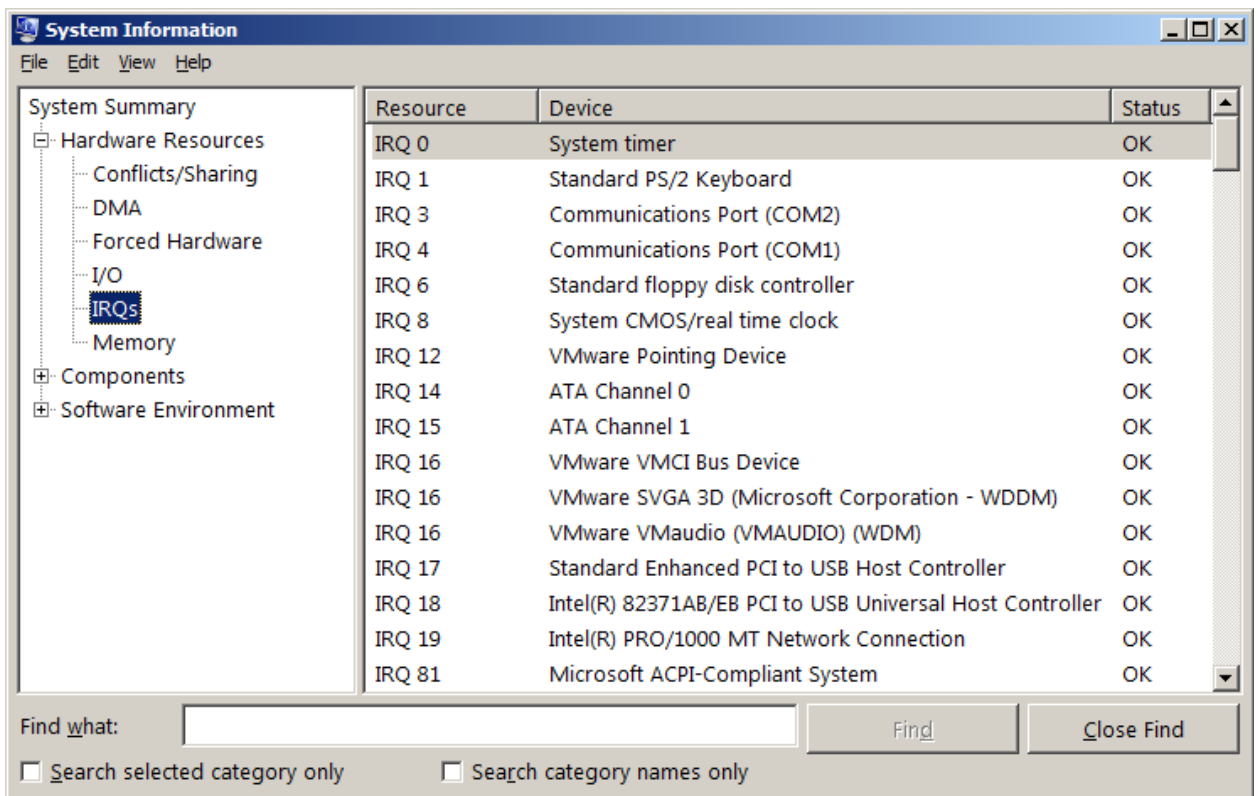 System Information
File Edit View Help
System Summary
Hardware Resources
Conflicts/Sharing
DMA
Forced Hardware
I/O
IRQs
Memory
Components
Software Environment
Resource Device Status
IRQ 0 System timer OK
IRQ 1 Standard PS/2 Keyboard OK
IRQ 3 Communications Port (COM2) OK
IRQ 4 Communications Port (COM1) OK
IRQ 6 Standard floppy disk controller OK
IRQ 8 System CMOS/real time clock OK
IRQ 12 VMware Pointing Device OK
IRQ 14 ATA Channel 0 OK
IRQ 15 ATA Channel 1 OK
IRQ 16 VMware VMCI Bus Device OK
IRQ 16 VMware SVGA 3D (Microsoft Corporation - WDDM) OK
IRQ 16 VMware VMaudio (VMAUDIO) (WDM) OK
IRQ 17 Standard Enhanced PCI to USB Host Controller OK
IRQ 18 Intel(R) 82371AB/EB PCI to USB Universal Host Controller OK
IRQ 19 Intel(R) PRO/1000 MT Network Connection OK
IRQ 81 Microsoft ACPI-Compliant System OK
Find what: Find Close Find
Search selected category only Search category names only